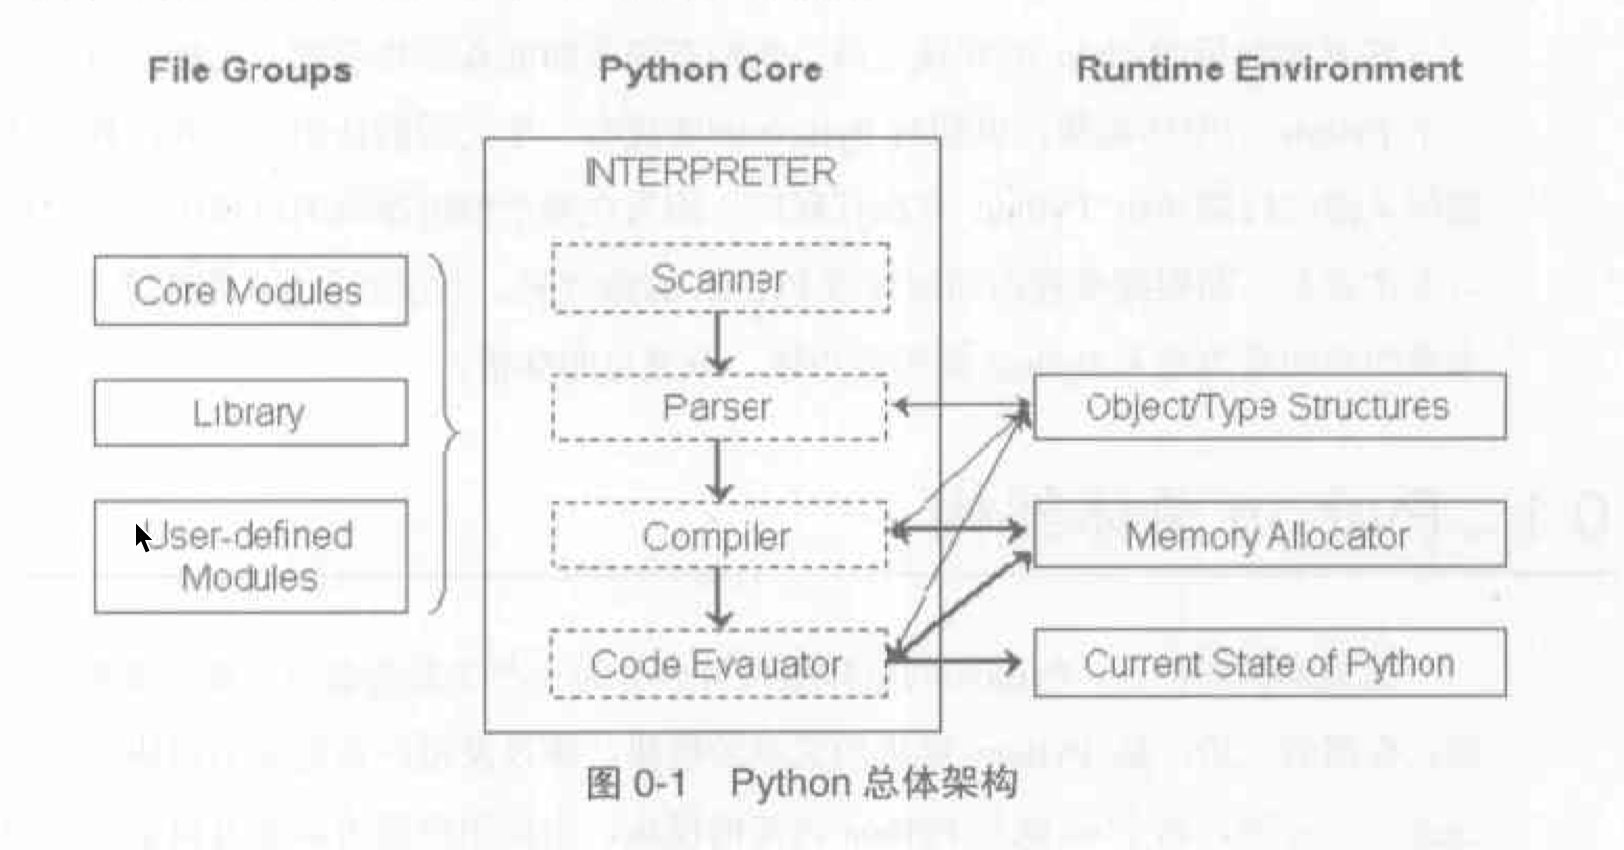 File Groups
Python Core
Runtime Environment
INTERPRETER
Core Modules
Library
User-defined
Modules
Scanner
Parser
Compiler
Code Evaluator
Object/Type Structures
Memory Allocator
Current State of Python
图 0-1 Python 总体架构